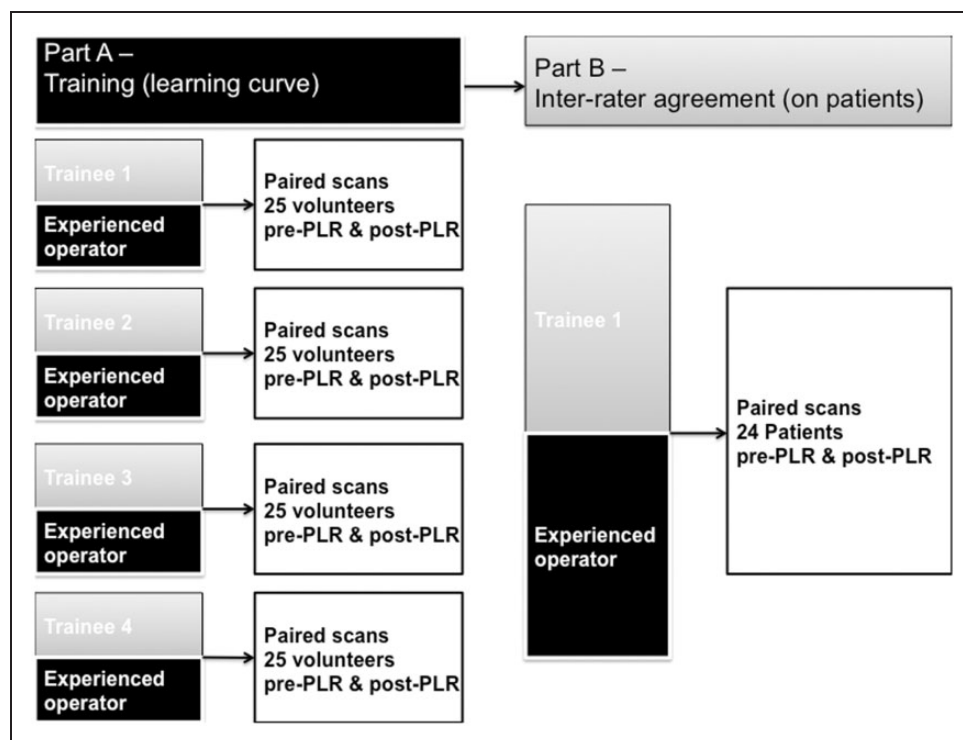 Part A –
Training (learning curve)
Part B –
Inter-rater agreement (on patients)
Trainee 1
Experienced
operator
Paired scans
25 volunteers
pre-PLR & post-PLR
Trainee 2
Experienced
operator
Paired scans
25 volunteers
pre-PLR & post-PLR
Trainee 3
Experienced
operator
Paired scans
25 volunteers
pre-PLR & post-PLR
Trainee 4
Experienced
operator
Paired scans
25 volunteers
pre-PLR & post-PLR
Trainee 1
Experienced
operator
Paired scans
24 Patients
pre-PLR & post-PLR